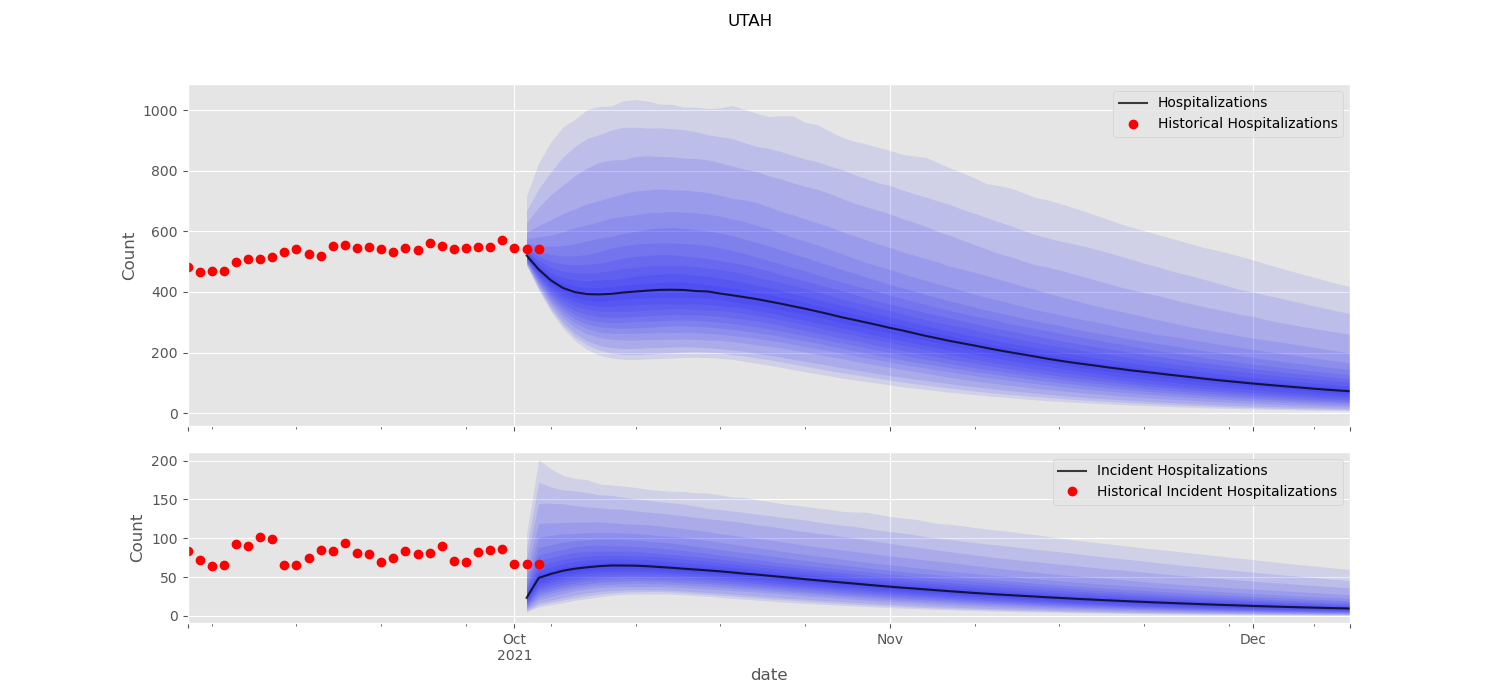 UTAH
Count
1000
800
600
400
200
0
Hospitalizations
Historical Hospitalizations
Count
200
150
100
50
0
Incident Hospitalizations
Historical Incident Hospitalizations
Oct
2021
Nov
Dec
date